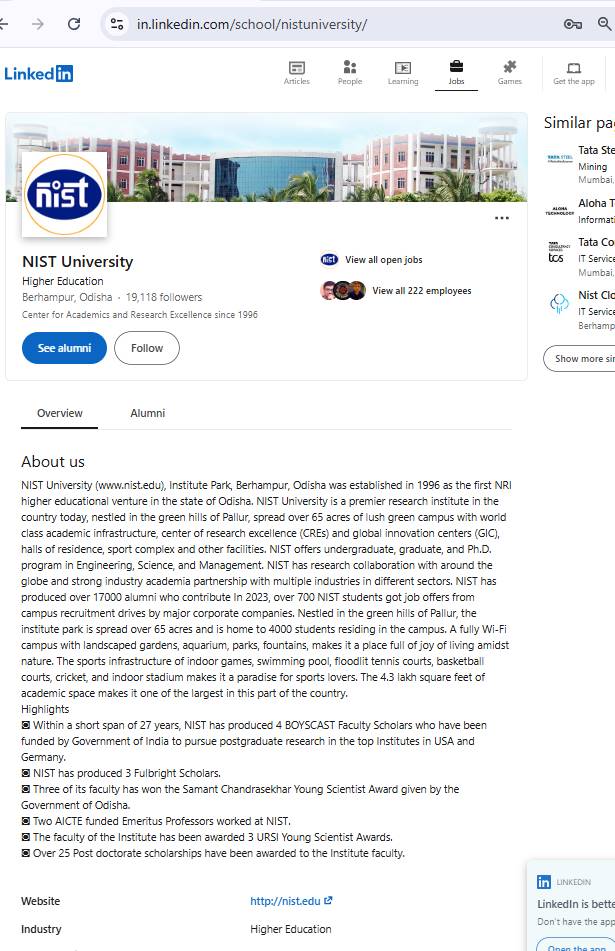 in.linkedin.com/school/nistuniversity/
LinkedIn
Articles
People
Learning
Jobs
Games
Get the app
nist
NIST University
Higher Education
Berhampur, Odisha · 19,118 followers
Center for Academics and Research Excellence since 1996
View all open jobs
View all 222 employees
See alumni
Follow
Similar pa
Tata Ste
Mining
Mumbai,
ALOHA
TECHNOLOGY
Aloha T
Informati
tcs
Tata Co
IT Service
Mumbai,
Nist Clo
IT Service
Berhamp
Show more sim
Overview
Alumni
About us
NIST University (www.nist.edu), Institute Park, Berhampur, Odisha was established in 1996 as the first NRI
higher educational venture in the state of Odisha. NIST University is a premier research institute in the
country today, nestled in the green hills of Pallur, spread over 65 acres of lush green campus with world
class academic infrastructure, center of research excellence (CREs) and global innovation centers (GIC),
halls of residence, sport complex and other facilities. NIST offers undergraduate, graduate, and Ph.D.
program in Engineering, Science, and Management. NIST has research collaboration with around the
globe and strong industry academia partnership with multiple industries in different sectors. NIST has
produced over 17000 alumni who contribute In 2023, over 700 NIST students got job offers from
campus recruitment drives by major corporate companies. Nestled in the green hills of Pallur, the
institute park is spread over 65 acres and is home to 4000 students residing in the campus. A fully Wi-Fi
campus with landscaped gardens, aquarium, parks, fountains, makes it a place full of joy of living amidst
nature. The sports infrastructure of indoor games, swimming pool, floodlit tennis courts, basketball
courts, cricket, and indoor stadium makes it a paradise for sports lovers. The 4.3 lakh square feet of
academic space makes it one of the largest in this part of the country.
Highlights
◙ Within a short span of 27 years, NIST has produced 4 BOYSCAST Faculty Scholars who have been
funded by Government of India to pursue postgraduate research in the top Institutes in USA and
Germany.
◙ NIST has produced 3 Fulbright Scholars.
◙ Three of its faculty has won the Samant Chandrasekhar Young Scientist Award given by the
Government of Odisha.
◙ Two AICTE funded Emeritus Professors worked at NIST.
◙ The faculty of the Institute has been awarded 3 URSI Young Scientist Awards.
◙ Over 25 Post doctorate scholarships have been awarded to the Institute faculty.
Website
http://nist.edu
Industry
Higher Education
in LINKEDIN
LinkedIn is bette
Don't have the app
Open the app